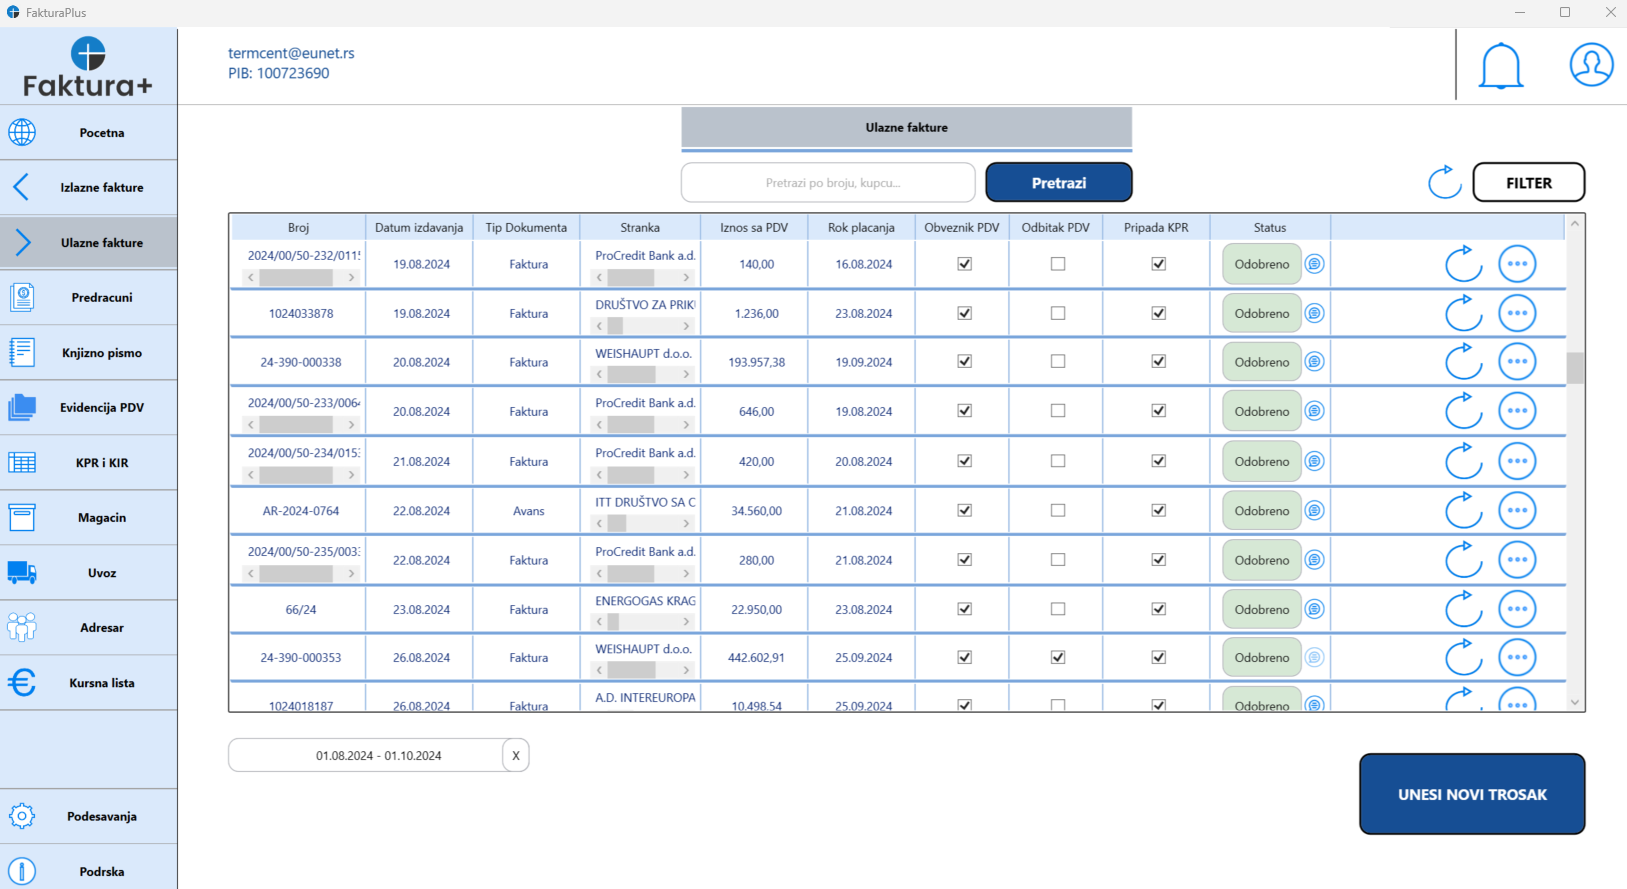 FakturaPlus
Faktura+
termcent@eunet.rs
PIB: 100723690
Pocetna
Izlazne fakture
Ulazne fakture
Predracuni
Knjizno pismo
Evidencija PDV
KPR i KIR
Magacin
Uvoz
Adresar
Kursna lista
Podesavanja
Podrska
Ulazne fakture
Pretrazi po broju, kupcu... Pretrazi FILTER
Broj Datum izdavanja Tip Dokumenta Stranka Iznos sa PDV Rok placanja Obveznik PDV Odbitak PDV Pripada KPR Status
2024/00/50-232/0115 19.08.2024 Faktura ProCredit Bank a.d. 140,00 16.08.2024 Odobreno
1024033878 19.08.2024 Faktura DRUŠTVO ZA PRIKU 1.236,00 23.08.2024 Odobreno
24-390-000338 20.08.2024 Faktura WEISHAUPT d.o.o. 193.957,38 19.09.2024 Odobreno
2024/00/50-233/0064 20.08.2024 Faktura ProCredit Bank a.d. 646,00 19.08.2024 Odobreno
2024/00/50-234/0153 21.08.2024 Faktura ProCredit Bank a.d. 420,00 20.08.2024 Odobreno
AR-2024-0764 22.08.2024 Avans ITT DRUŠTVO SA O 34.560,00 21.08.2024 Odobreno
2024/00/50-235/0033 22.08.2024 Faktura ProCredit Bank a.d. 280,00 21.08.2024 Odobreno
66/24 23.08.2024 Faktura ENERGOGAS KRAG 22.950,00 23.08.2024 Odobreno
24-390-000353 26.08.2024 Faktura WEISHAUPT d.o.o. 442.602,91 25.09.2024 Odobreno
1024018187 26.08.2024 Faktura A.D. INTEREUROPA 10.498,54 25.09.2024 Odobreno
01.08.2024 - 01.10.2024 X
UNESI NOVI TROSAK